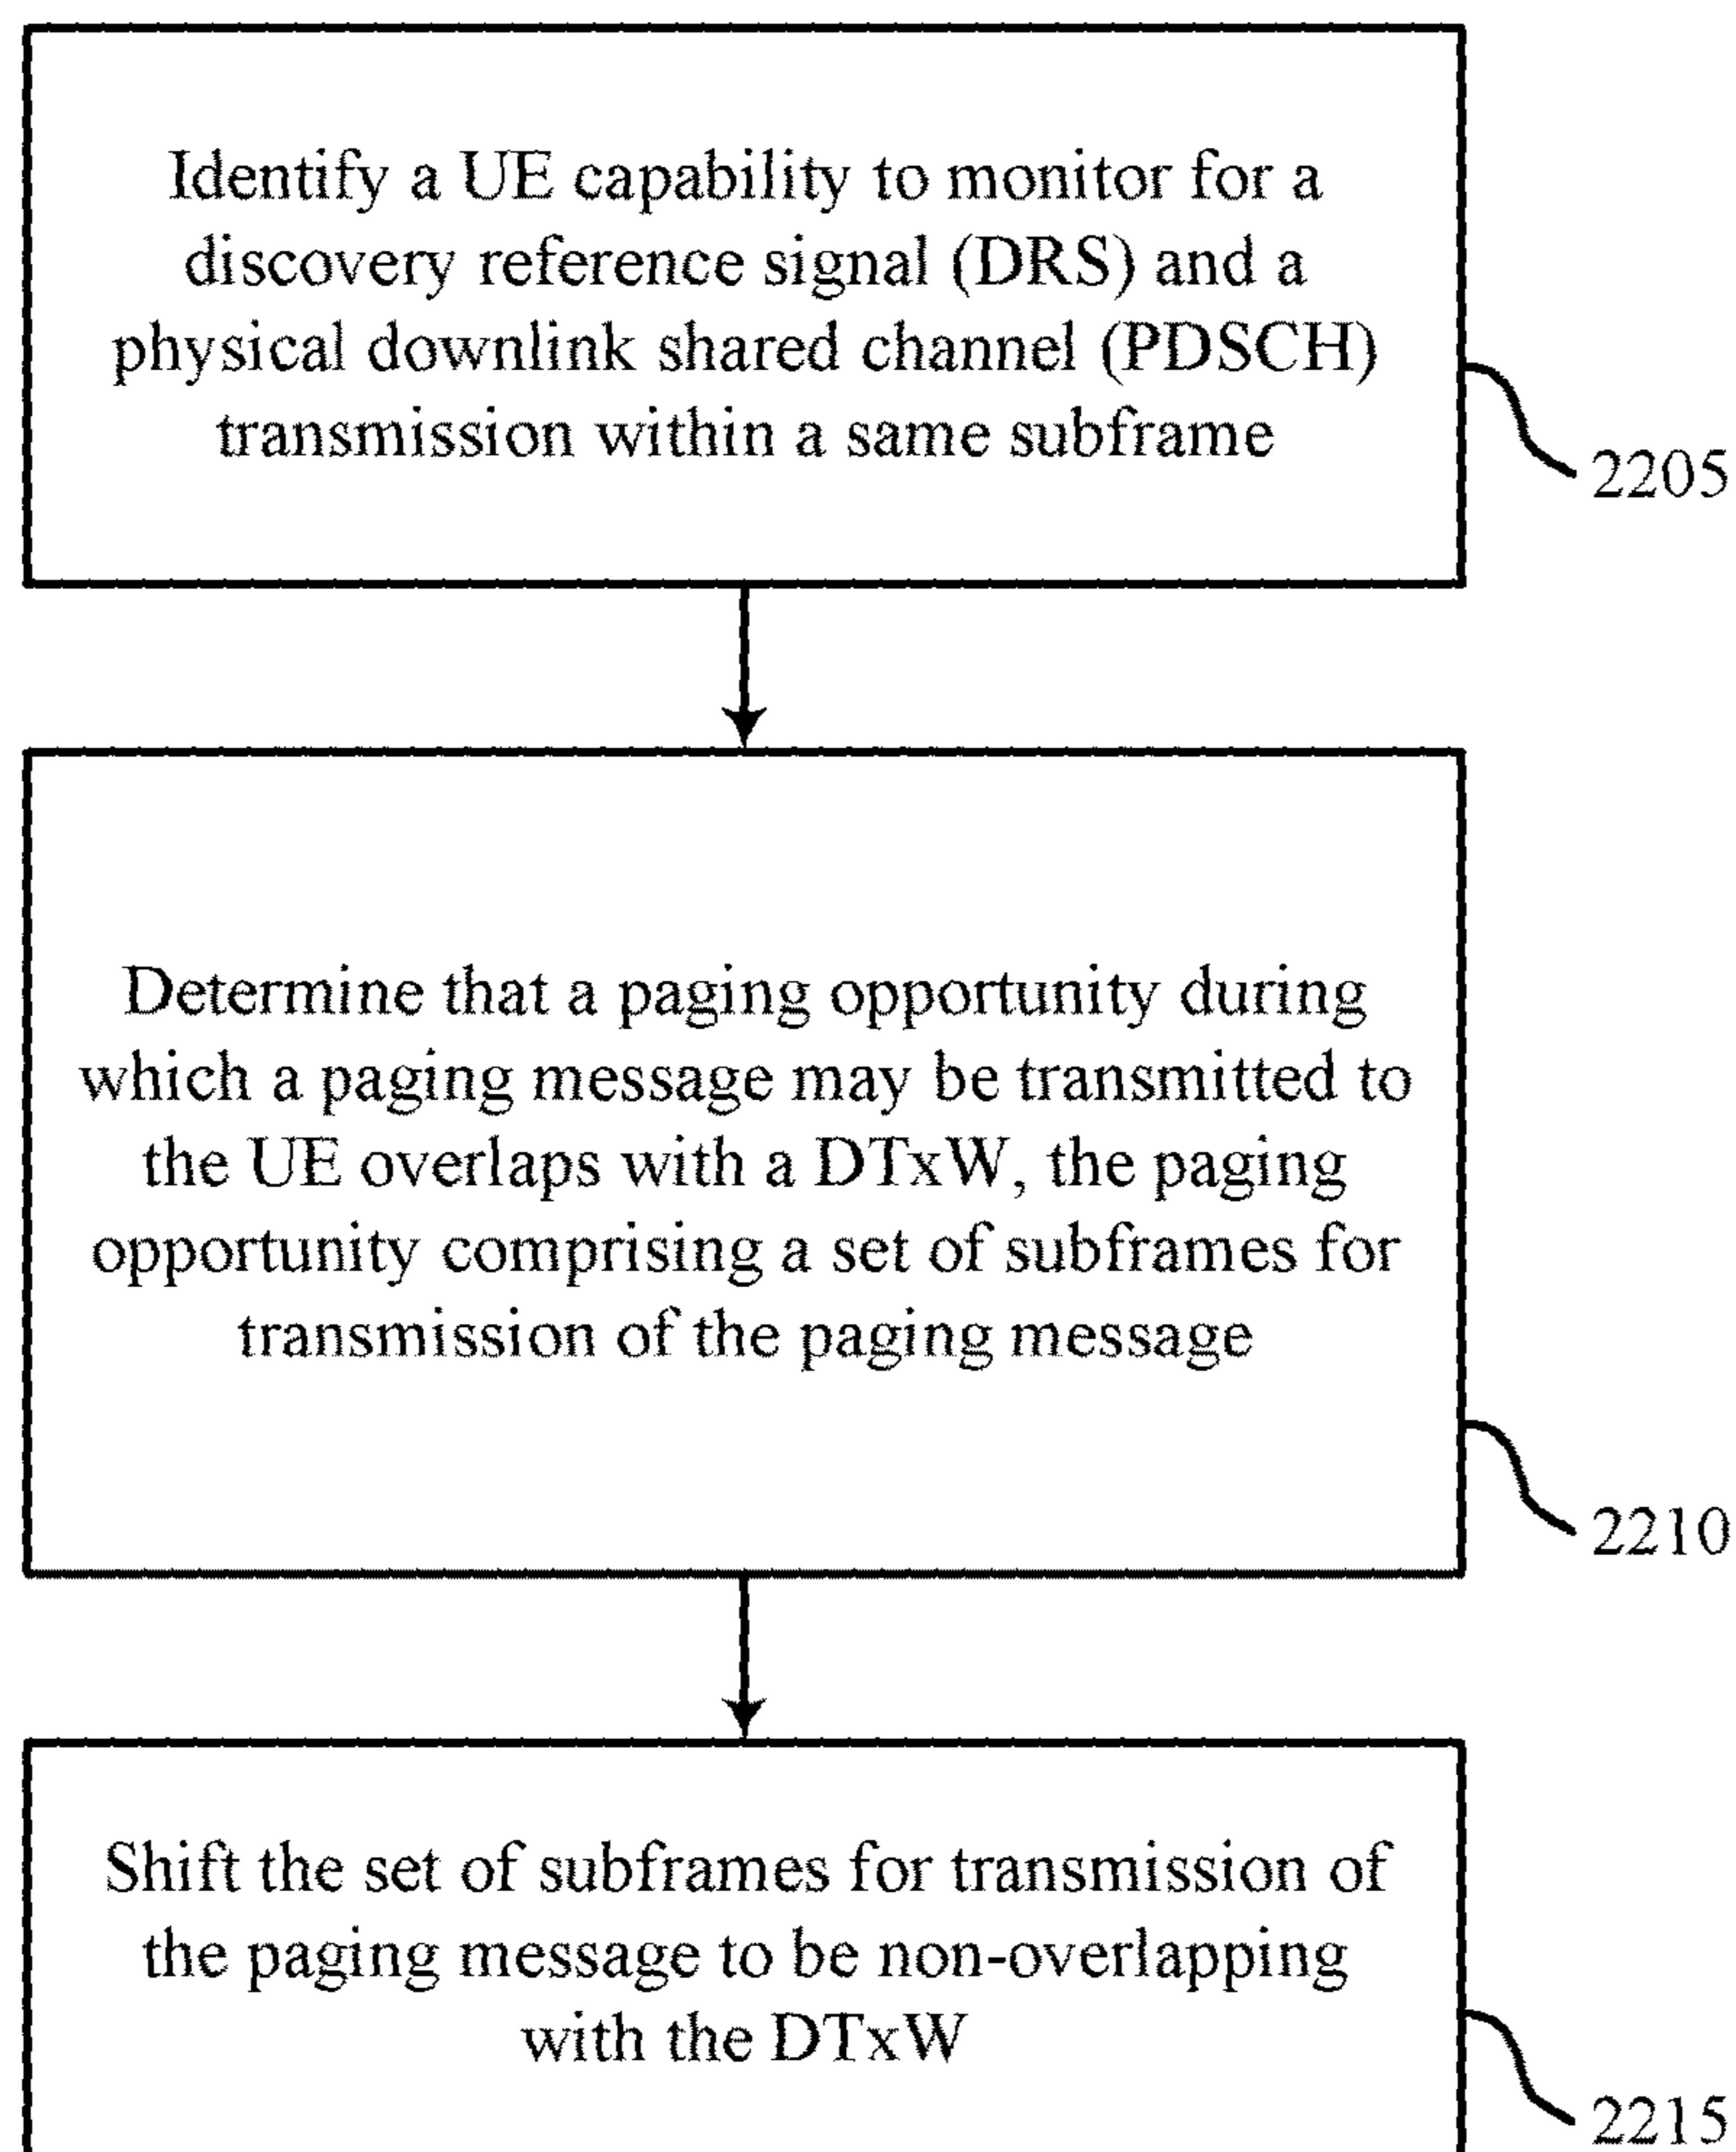 Identify a UE capability to monitor for a
discovery reference signal (DRS) and a
physical downlink shared channel (PDSCH)
transmission within a same subframe
2205
Determine that a paging opportunity during
which a paging message may be transmitted to
the UE overlaps with a DTxW, the paging
opportunity comprising a set of subframes for
transmission of the paging message
2210
Shift the set of subframes for transmission of
the paging message to be non-overlapping
with the DTxW
2215